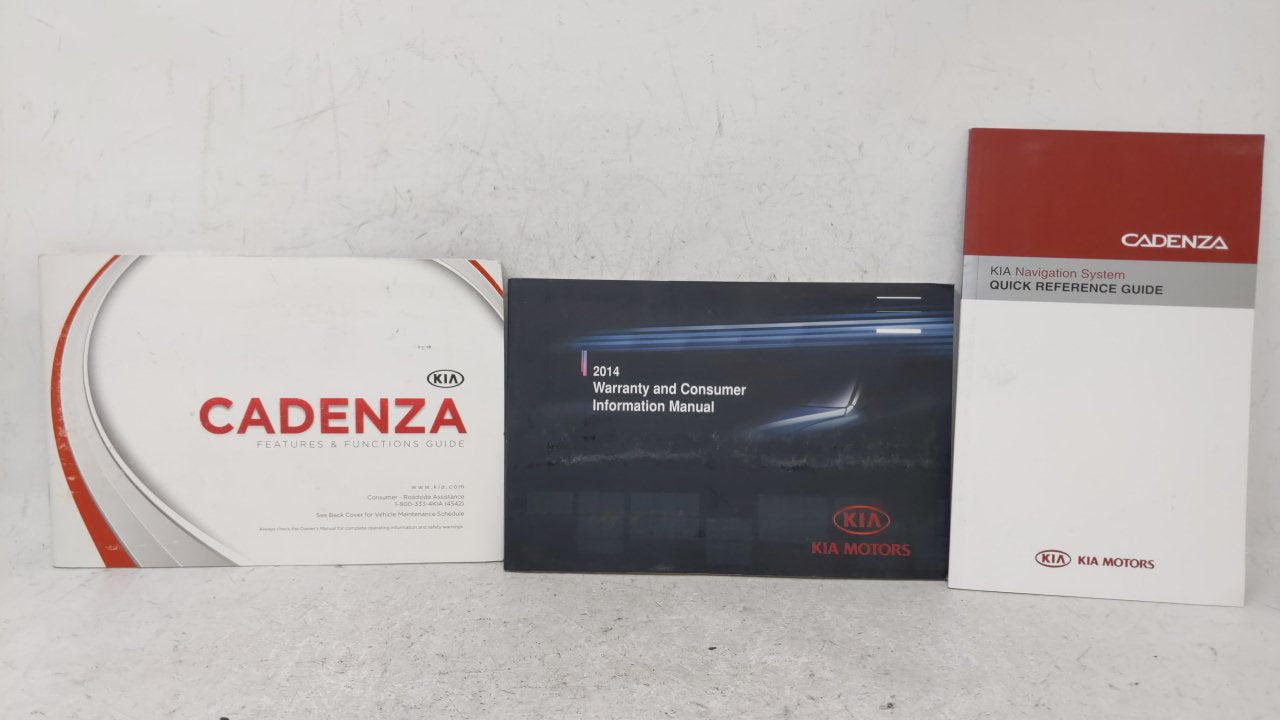 KIA
CADENZA
FEATURES & FUNCTIONS GUIDE
www.kia.com
Consumer - Roadside Assistance
1-800-333-4KIA (4542)
See Back Cover for Vehicle Maintenance Schedule
Always check the Owner's Manual for complete operating information and safety warnings.
2014
Warranty and Consumer
Information Manual
KIA
KIA MOTORS
CADENZA
KIA Navigation System
QUICK REFERENCE GUIDE
KIA KIA MOTORS